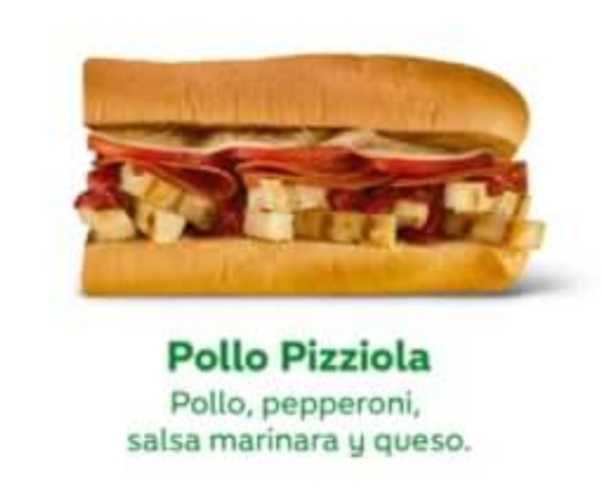 Pollo Pizziola
Pollo, pepperoni,
salsa marinara y queso.